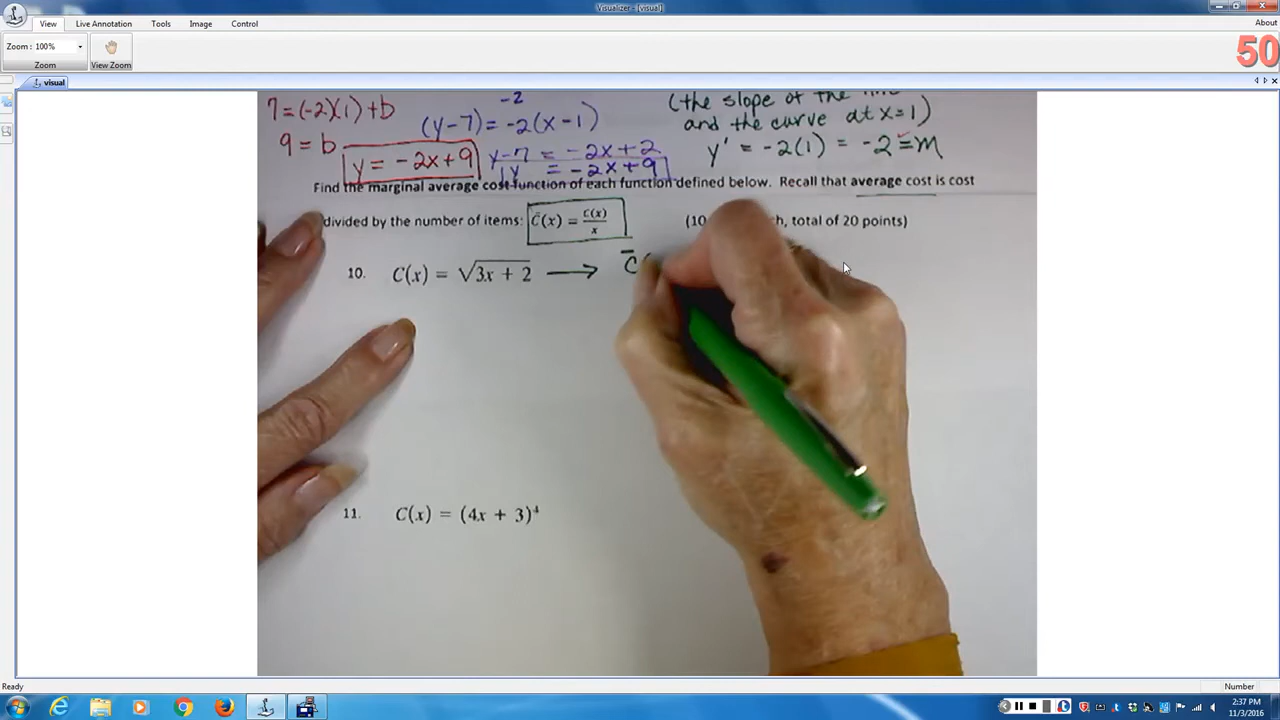 Visualizer - [visual]
View Live Annotation Tools Image Control
About
Zoom : 100%
Zoom View Zoom
50
visual
7 = (-2)(1) + b
9 = b
y = -2x + 9
-2
(y-7) = -2(x-1)
y-7 = -2x+2
y = -2x+9
(the slope of the
and the curve at x=1)
y' = -2(1) = -2 = m
Find the marginal average cost function of each function defined below. Recall that average cost is cost
divided by the number of items: C̄(x) = C(x)/x (10 h, total of 20 points)
10. C(x) = √3x + 2 ⟶ C̄(
11. C(x) = (4x + 3)⁴
Ready
Number
2:37 PM
11/3/2016